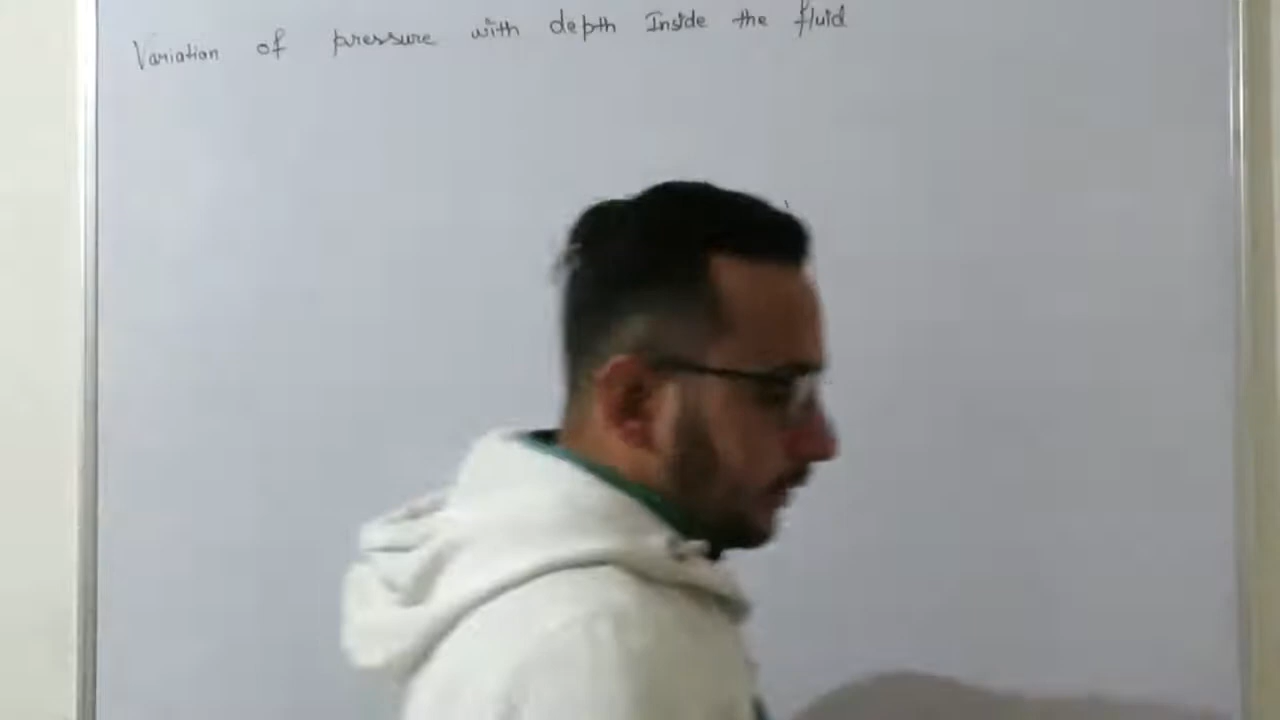 Variation of pressure with depth Inside the fluid